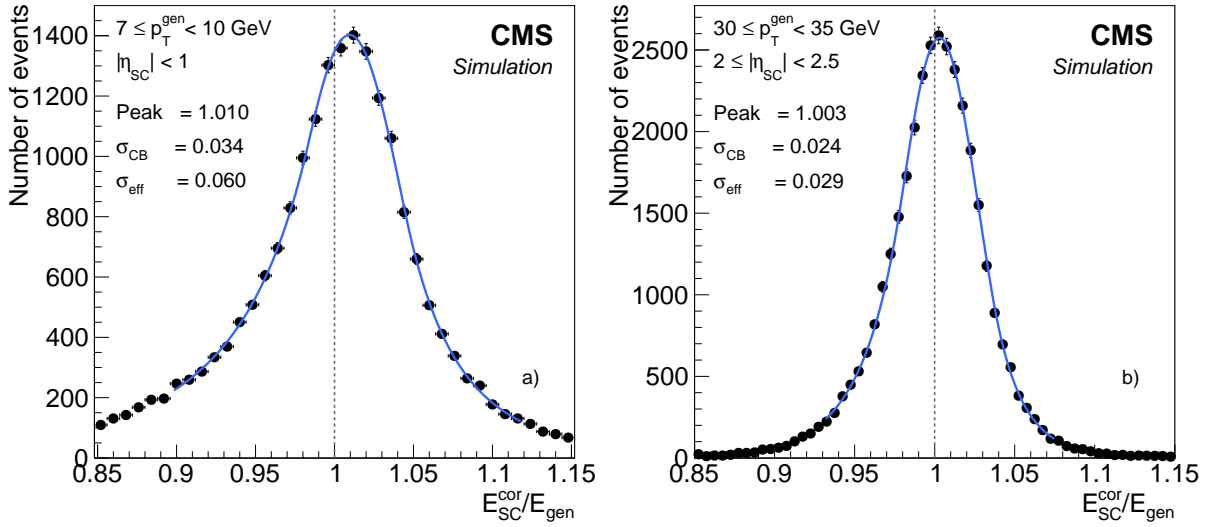 Number of events
1400
1200
1000
800
600
400
200
0
7 ≤ p_T^gen < 10 GeV
|η_SC| < 1
Peak = 1.010
σ_CB = 0.034
σ_eff = 0.060
CMS
Simulation
a)
0.85 0.9 0.95 1 1.05 1.1 1.15
E_SC^cor/E_gen
Number of events
2500
2000
1500
1000
500
0
30 ≤ p_T^gen < 35 GeV
2 ≤ |η_SC| < 2.5
Peak = 1.003
σ_CB = 0.024
σ_eff = 0.029
CMS
Simulation
b)
0.85 0.9 0.95 1 1.05 1.1 1.15
E_SC^cor/E_gen